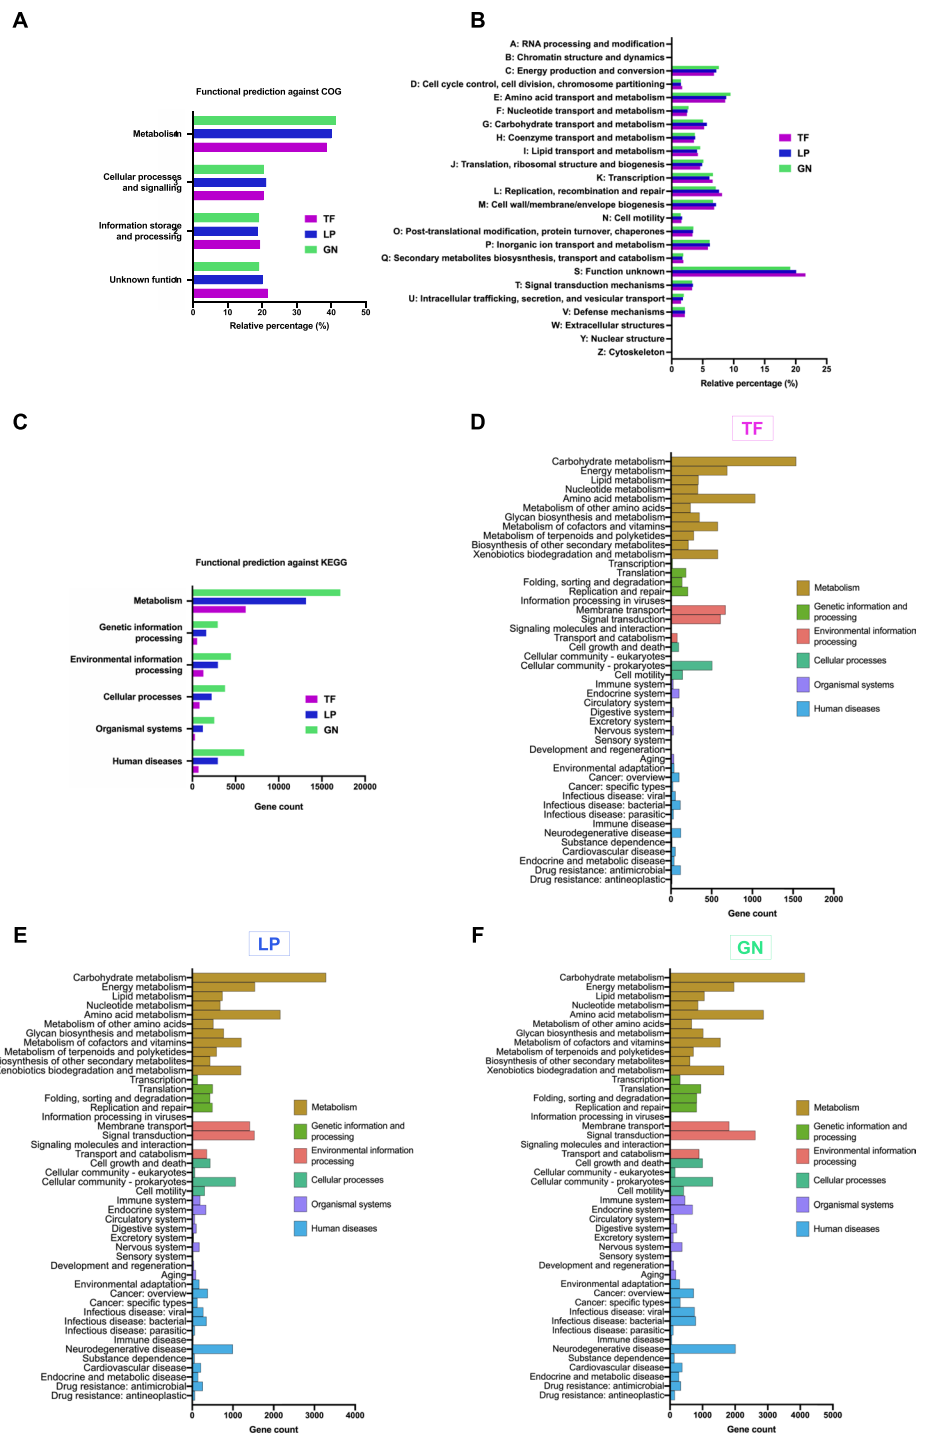 A
Functional prediction against COG
Metabolism
Cellular processes
and signalling
Information storage
and processing
Unknown funtion
TF
LP
GN
0 10 20 30 40 50
Relative percentage (%)
B
A: RNA processing and modification
B: Chromatin structure and dynamics
C: Energy production and conversion
D: Cell cycle control, cell division, chromosome partitioning
E: Amino acid transport and metabolism
F: Nucleotide transport and metabolism
G: Carbohydrate transport and metabolism
H: Coenzyme transport and metabolism
I: Lipid transport and metabolism
J: Translation, ribosomal structure and biogenesis
K: Transcription
L: Replication, recombination and repair
M: Cell wall/membrane/envelope biogenesis
N: Cell motility
O: Post-translational modification, protein turnover, chaperones
P: Inorganic ion transport and metabolism
Q: Secondary metabolites biosynsthesis, transport and catabolism
S: Function unknown
T: Signal transduction mechanisms
U: Intracellular trafficking, secretion, and vesicular transport
V: Defense mechanisms
W: Extracellular structures
Y: Nuclear structure
Z: Cytoskeleton
TF
LP
GN
0 5 10 15 20 25
Relative percentage (%)
C
Functional prediction against KEGG
Metabolism
Genetic information
processing
Environmental information
processing
Cellular processes
Organismal systems
Human diseases
TF
LP
GN
0 5000 10000 15000 20000
Gene count
D
TF
Carbohydrate metabolism
Energy metabolism
Lipid metabolism
Nucleotide metabolism
Amino acid metabolism
Metabolism of other amino acids
Glycan biosynthesis and metabolism
Metabolism of cofactors and vitamins
Metabolism of terpenoids and polyketides
Biosynthesis of other secondary metabolites
Xenobiotics biodegradation and metabolism
Transcription
Translation
Folding, sorting and degradation
Replication and repair
Information processing in viruses
Membrane transport
Signal transduction
Signaling molecules and interaction
Transport and catabolism
Cell growth and death
Cellular community - eukaryotes
Cellular community - prokaryotes
Cell motility
Immune system
Endocrine system
Circulatory system
Digestive system
Excretory system
Nervous system
Sensory system
Development and regeneration
Aging
Environmental adaptation
Cancer: overview
Cancer: specific types
Infectious disease: viral
Infectious disease: bacterial
Infectious disease: parasitic
Immune disease
Neurodegenerative disease
Substance dependence
Cardiovascular disease
Endocrine and metabolic disease
Drug resistance: antimicrobial
Drug resistance: antineoplastic
Metabolism
Genetic information and
processing
Environmental information
processing
Cellular processes
Organismal systems
Human diseases
0 500 1000 1500 2000
Gene count
E
LP
Carbohydrate metabolism
Energy metabolism
Lipid metabolism
Nucleotide metabolism
Amino acid metabolism
Metabolism of other amino acids
Glycan biosynthesis and metabolism
Metabolism of cofactors and vitamins
Metabolism of terpenoids and polyketides
iosynthesis of other secondary metabolites
enobiotics biodegradation and metabolism
Transcription
Translation
Folding, sorting and degradation
Replication and repair
Information processing in viruses
Membrane transport
Signal transduction
Signaling molecules and interaction
Transport and catabolism
Cell growth and death
Cellular community - eukaryotes
Cellular community - prokaryotes
Cell motility
Immune system
Endocrine system
Circulatory system
Digestive system
Excretory system
Nervous system
Sensory system
Development and regeneration
Aging
Environmental adaptation
Cancer: overview
Cancer: specific types
Infectious disease: viral
Infectious disease: bacterial
Infectious disease: parasitic
Immune disease
Neurodegenerative disease
Substance dependence
Cardiovascular disease
Endocrine and metabolic disease
Drug resistance: antimicrobial
Drug resistance: antineoplastic
Metabolism
Genetic information and
processing
Environmental information
processing
Cellular processes
Organismal systems
Human diseases
0 1000 2000 3000 4000
Gene count
F
GN
Carbohydrate metabolism
Energy metabolism
Lipid metabolism
Nucleotide metabolism
Amino acid metabolism
Metabolism of other amino acids
Glycan biosynthesis and metabolism
Metabolism of cofactors and vitamins
Metabolism of terpenoids and polyketides
Biosynthesis of other secondary metabolites
Xenobiotics biodegradation and metabolism
Transcription
Translation
Folding, sorting and degradation
Replication and repair
Information processing in viruses
Membrane transport
Signal transduction
Signaling molecules and interaction
Transport and catabolism
Cell growth and death
Cellular community - eukaryotes
Cellular community - prokaryotes
Cell motility
Immune system
Endocrine system
Circulatory system
Digestive system
Excretory system
Nervous system
Sensory system
Development and regeneration
Aging
Environmental adaptation
Cancer: overview
Cancer: specific types
Infectious disease: viral
Infectious disease: bacterial
Infectious disease: parasitic
Immune disease
Neurodegenerative disease
Substance dependence
Cardiovascular disease
Endocrine and metabolic disease
Drug resistance: antimicrobial
Drug resistance: antineoplastic
Metabolism
Genetic information and
processing
Environmental information
processing
Cellular processes
Organismal systems
Human diseases
0 1000 2000 3000 4000 5000
Gene count